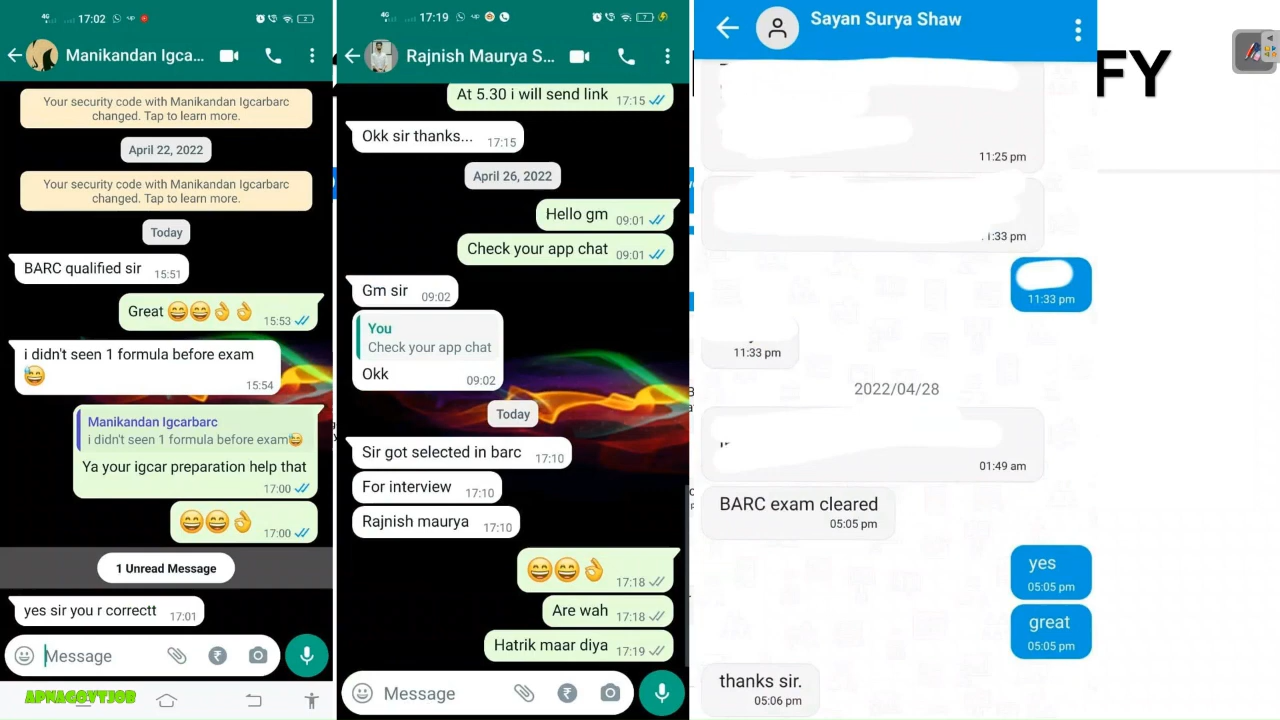 17:02
Manikandan Igca...
Your security code with Manikandan Igcarbarc
changed. Tap to learn more.
April 22, 2022
Your security code with Manikandan Igcarbarc
changed. Tap to learn more.
Today
BARC qualified sir 15:51
Great 😄😄👌👌 15:53
i didn't seen 1 formula before exam
😅 15:54
Manikandan Igcarbarc
i didn't seen 1 formula before exam😅
Ya your igcar preparation help that
17:00
😄😄👌 17:00
1 Unread Message
yes sir you r correctt 17:01
Message
APNAGOVTJOB
4G 17:19
Rajnish Maurya S...
At 5.30 i will send link 17:15
Okk sir thanks... 17:15
April 26, 2022
Hello gm 09:01
Check your app chat 09:01
Gm sir 09:02
You
Check your app chat
Okk 09:02
Today
Sir got selected in barc 17:10
For interview 17:10
Rajnish maurya 17:10
😄😄👌 17:18
Are wah 17:18
Hatrik maar diya 17:19
Message
Sayan Surya Shaw
11:25 pm
11:33 pm
11:33 pm
2022/04/28
01:49 am
BARC exam cleared
05:05 pm
yes
05:05 pm
great
05:05 pm
thanks sir.
05:06 pm
FY